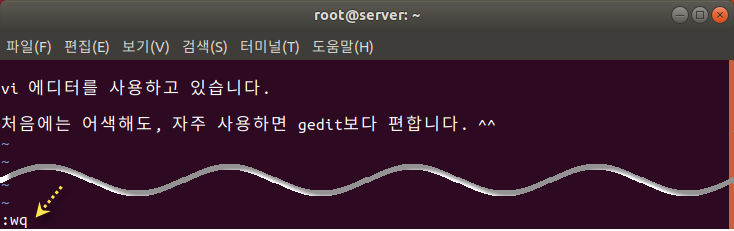 root@server: ~
파일(F) 편집(E) 보기(V) 검색(S) 터미널(T) 도움말(H)
vi 에디터를 사용하고 있습니다.
처음에는 어색해도, 자주 사용하면 gedit보다 편합니다. ^^
~
~
~
~
:wq